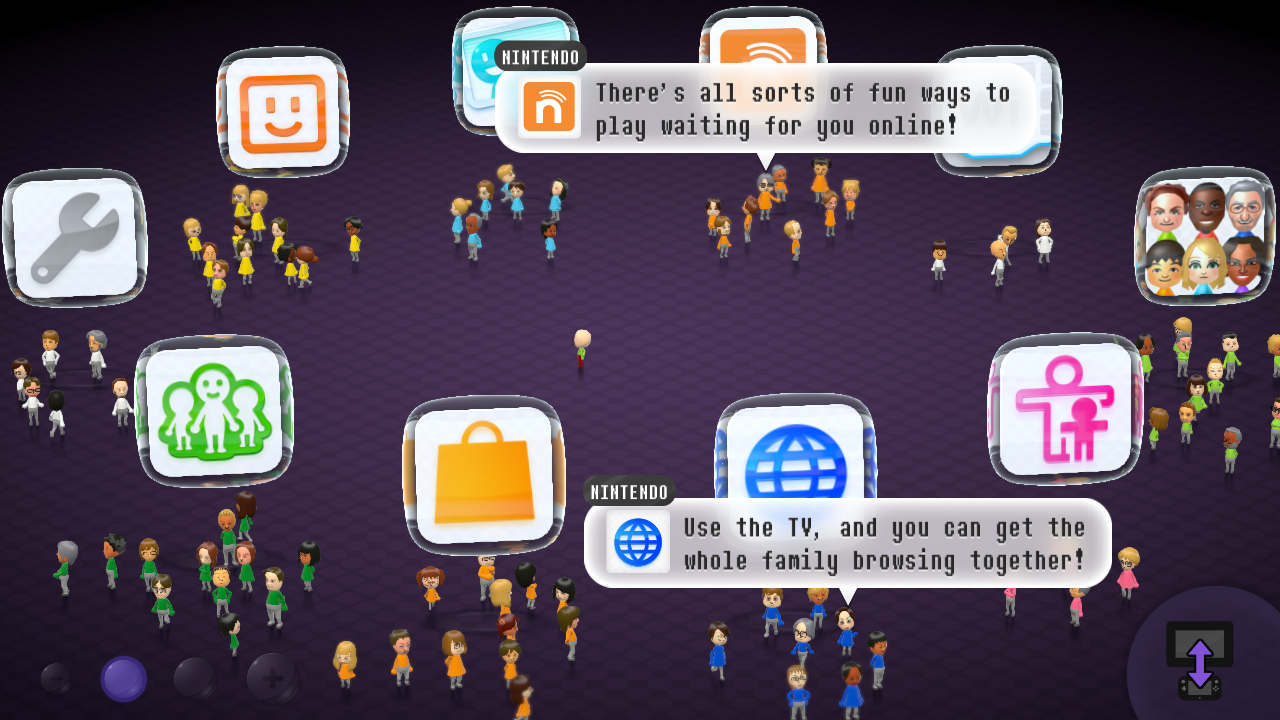 NINTENDO
There's all sorts of fun ways to
play waiting for you online!
NINTENDO
Use the TV, and you can get the
whole family browsing together!